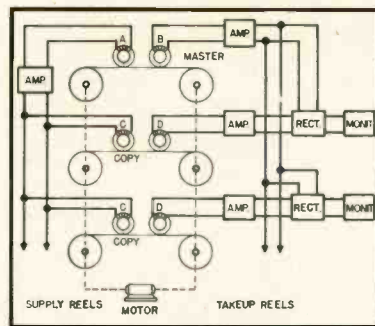 A B AMP.
MASTER
AMP.
C D AMP. RECT. MONIT.
COPY
C D AMP. RECT. MONIT.
COPY
SUPPLY REELS MOTOR TAKEUP REELS